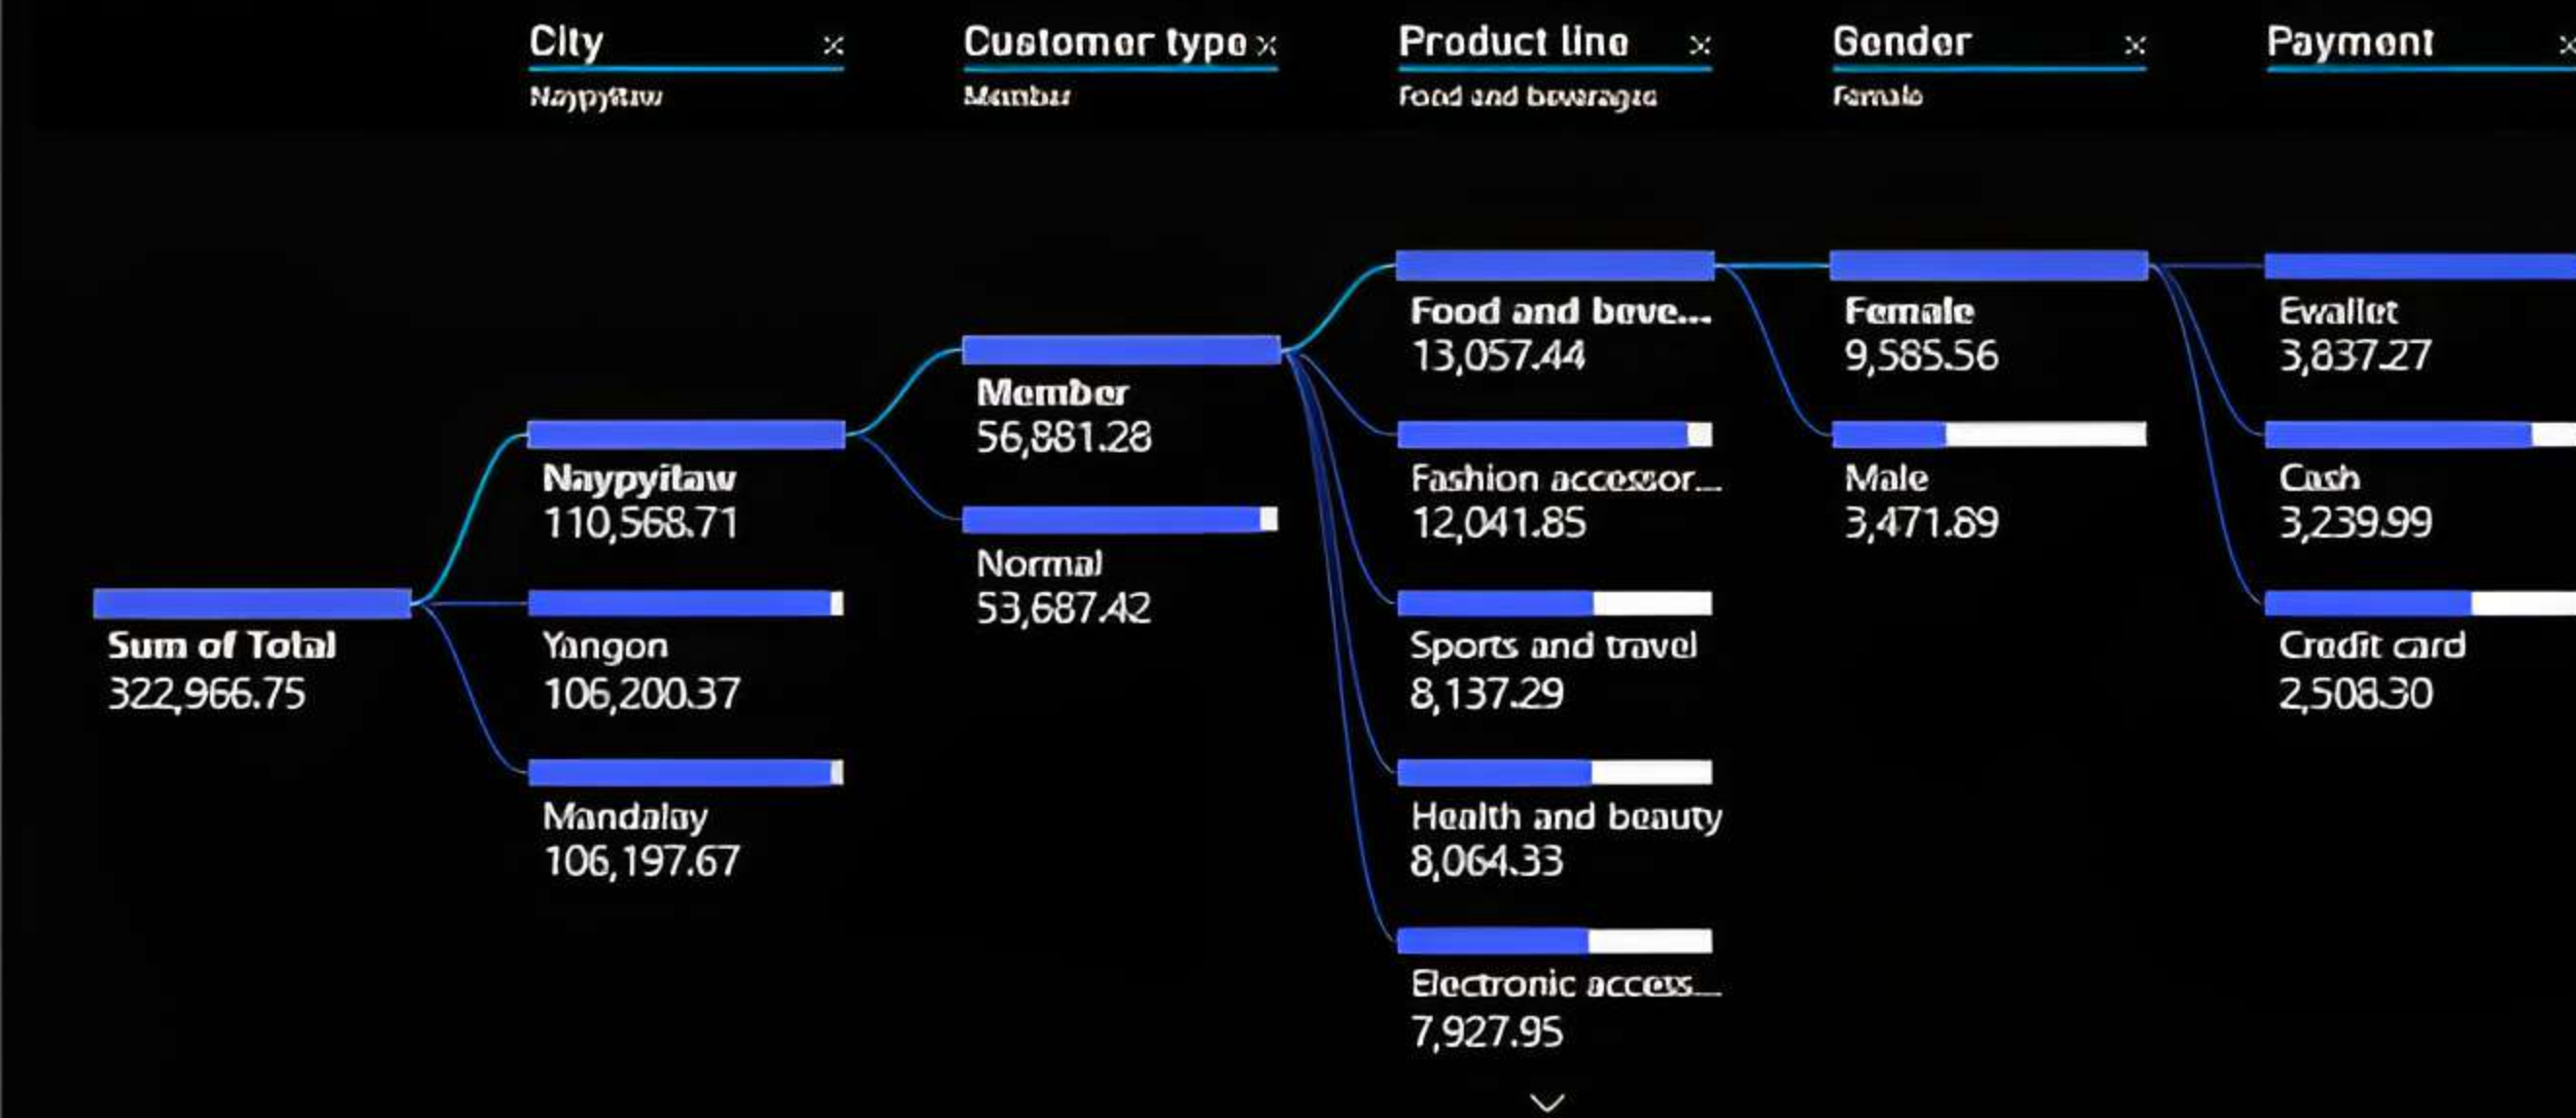 City
Customer type
Product line
Gender
Payment
Naypyitaw
Member
Food and beverages
Female
Sum of Total
322,966.75
Naypyitaw
110,568.71
Yangon
106,200.37
Mandalay
106,197.67
Member
56,881.28
Normal
53,687.42
Food and beve...
13,057.44
Fashion accessor...
12,041.85
Sports and travel
8,137.29
Health and beauty
8,064.33
Electronic access...
7,927.95
Female
9,585.56
Male
3,471.89
Ewallet
3,837.27
Cash
3,239.99
Credit card
2,508.30